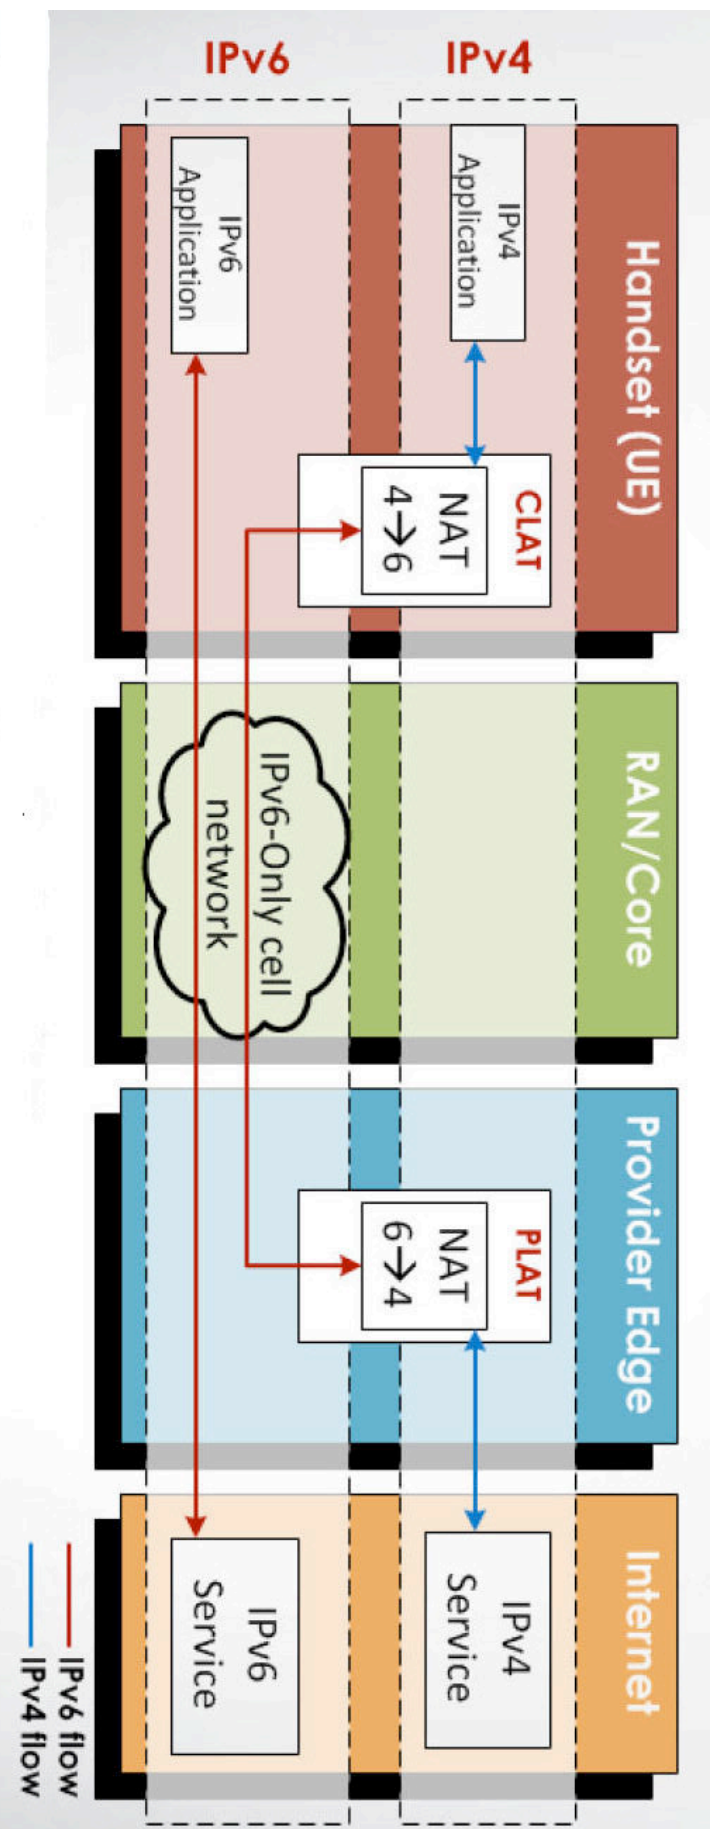 IPv6
IPv4
Handset (UE)
IPv4
Application
IPv6
Application
CLAT
NAT
4→6
RAN/Core
IPv6-Only cell
network
Provider Edge
PLAT
NAT
6→4
Internet
IPv4
Service
IPv6
Service
IPv6 flow
IPv4 flow